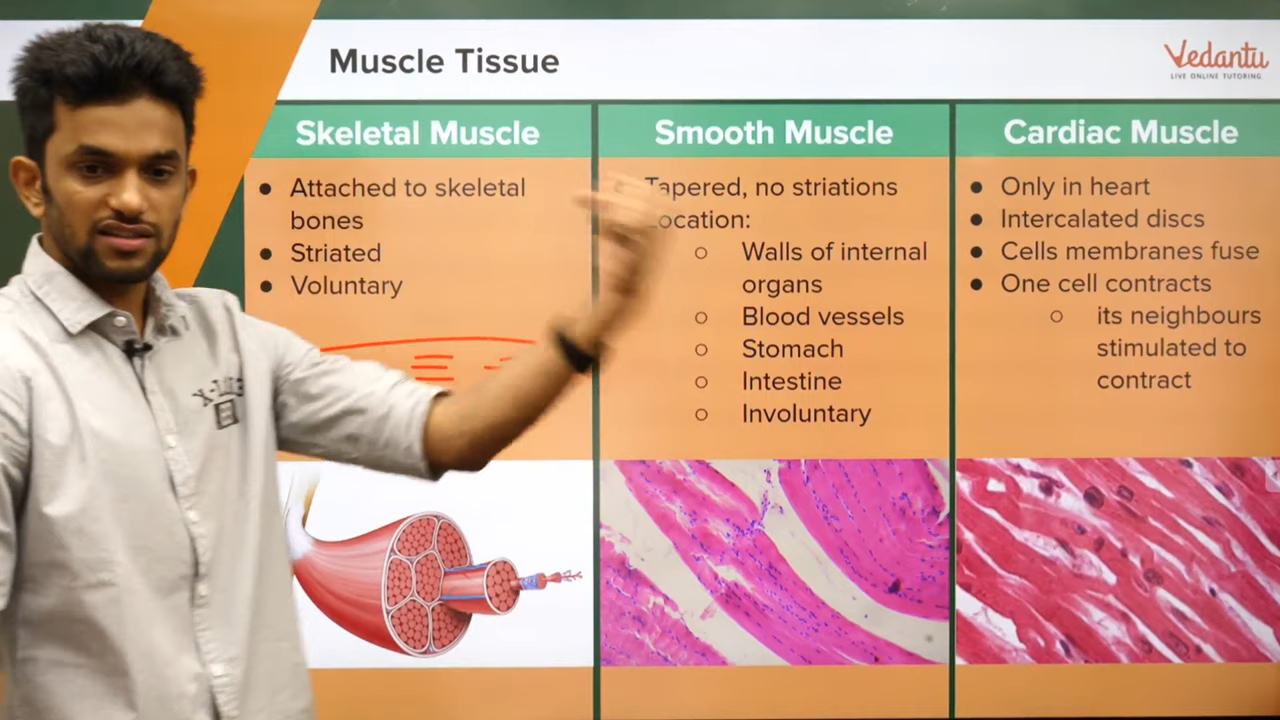 Muscle Tissue
Vedantu
LIVE ONLINE TUTORING
Skeletal Muscle
● Attached to skeletal
bones
● Striated
● Voluntary
Smooth Muscle
Tapered, no striations
○ Walls of internal
organs
○ Blood vessels
○ Stomach
○ Intestine
○ Involuntary
Cardiac Muscle
● Only in heart
● Intercalated discs
● Cells membranes fuse
● One cell contracts
○ its neighbours
stimulated to
contract